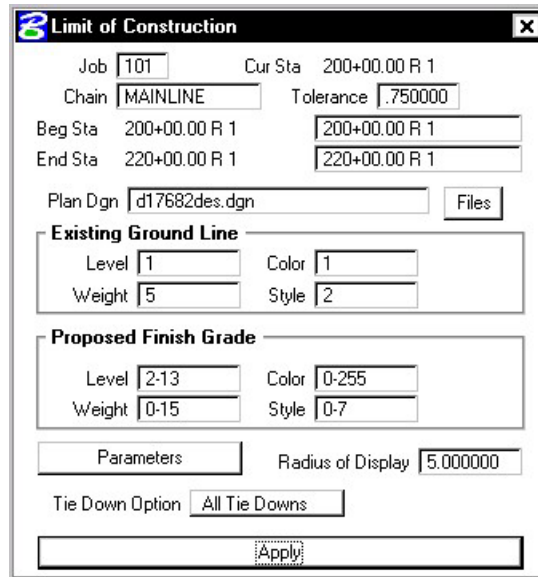 Limit of Construction
Job 101 Cur Sta 200+00.00 R 1
Chain MAINLINE Tolerance .750000
Beg Sta 200+00.00 R 1 200+00.00 R 1
End Sta 220+00.00 R 1 220+00.00 R 1
Plan Dgn d17682des.dgn Files
Existing Ground Line
Level 1 Color 1
Weight 5 Style 2
Proposed Finish Grade
Level 2-13 Color 0-255
Weight 0-15 Style 0-7
Parameters Radius of Display 5.000000
Tie Down Option All Tie Downs
Apply